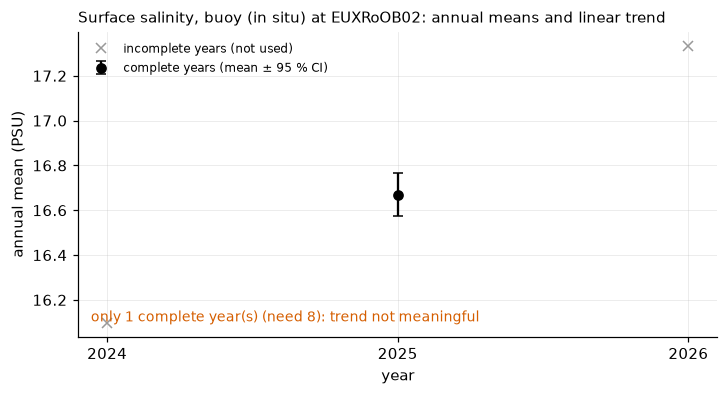 Surface salinity, buoy (in situ) at EUXRoOB02: annual means and linear trend
incomplete years (not used)
complete years (mean ± 95 % CI)
annual mean (PSU)
17.2
17.0
16.8
16.6
16.4
16.2
only 1 complete year(s) (need 8): trend not meaningful
2024
2025
2026
year